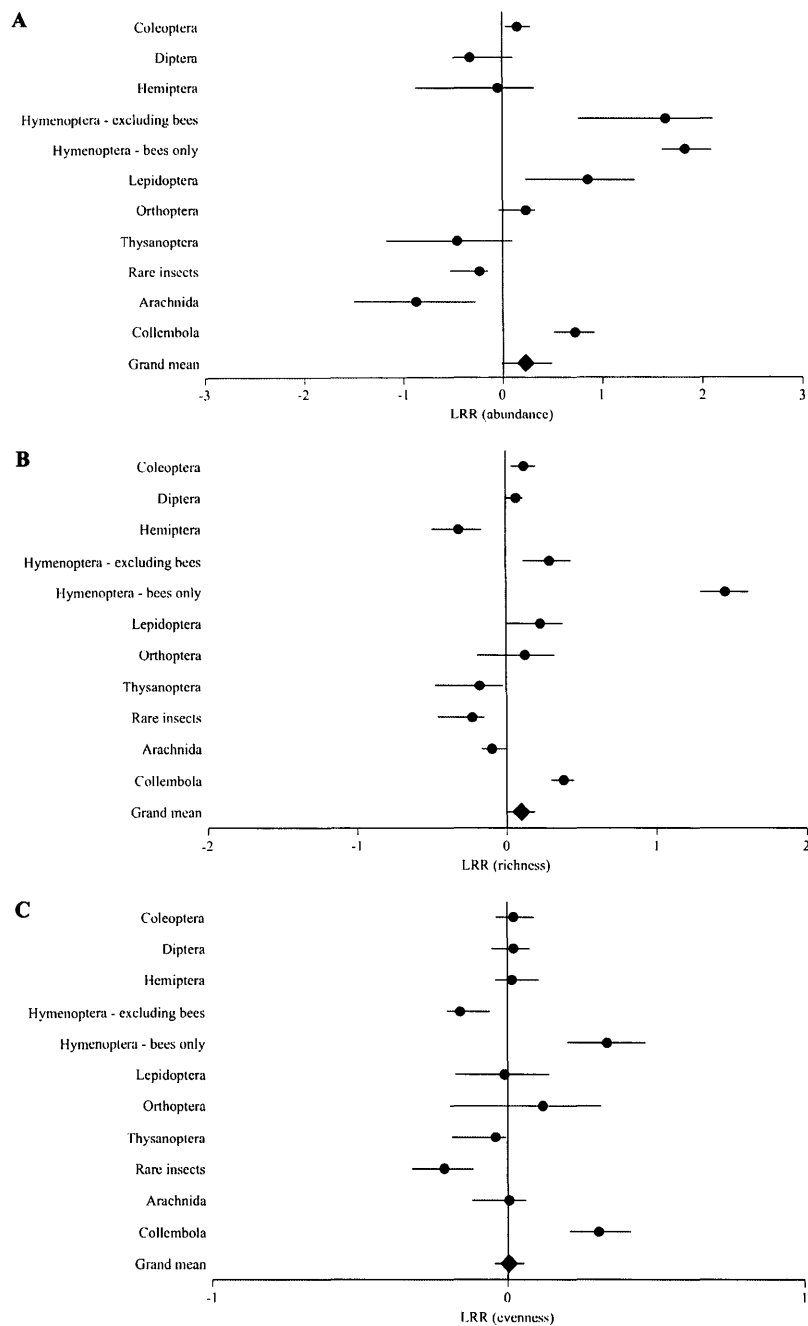 A
Coleoptera
Diptera
Hemiptera
Hymenoptera - excluding bees
Hymenoptera - bees only
Lepidoptera
Orthoptera
Thysanoptera
Rare insects
Arachnida
Collembola
Grand mean
-3 -2 -1 0 1 2 3
LRR (abundance)
B
Coleoptera
Diptera
Hemiptera
Hymenoptera - excluding bees
Hymenoptera - bees only
Lepidoptera
Orthoptera
Thysanoptera
Rare insects
Arachnida
Collembola
Grand mean
-2 -1 0 1 2
LRR (richness)
C
Coleoptera
Diptera
Hemiptera
Hymenoptera - excluding bees
Hymenoptera - bees only
Lepidoptera
Orthoptera
Thysanoptera
Rare insects
Arachnida
Collembola
Grand mean
-1 0 1
LRR (evenness)